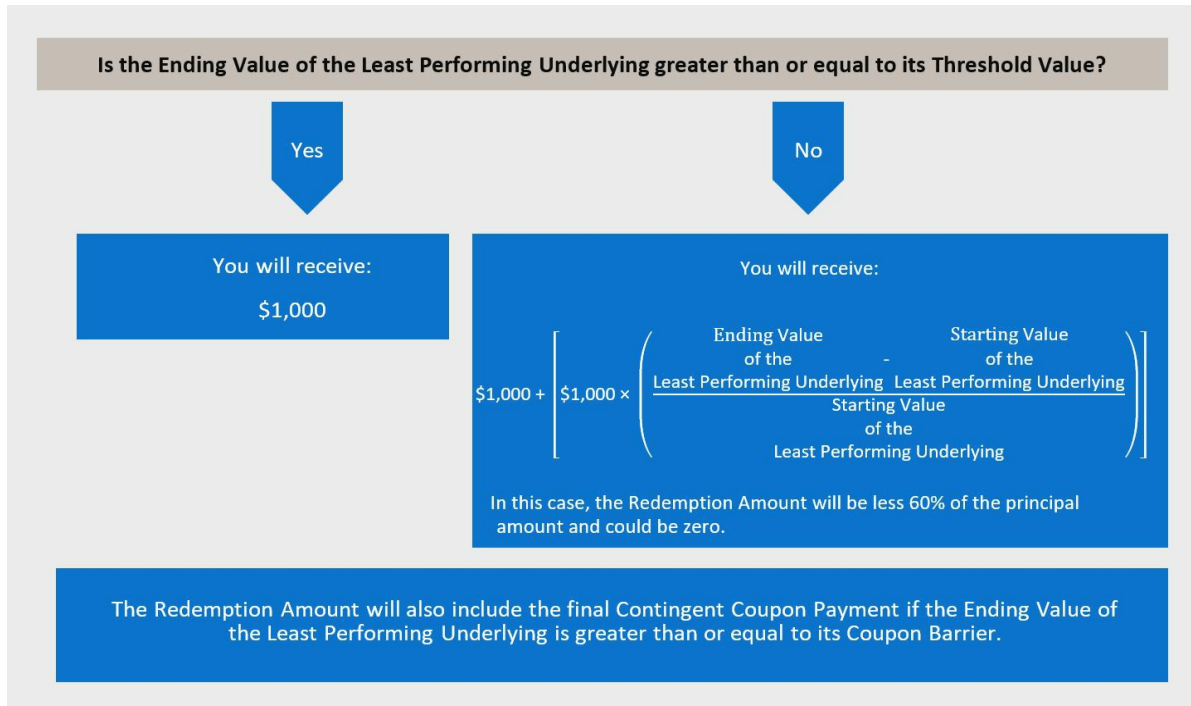 Is the Ending Value of the Least Performing Underlying greater than or equal to its Threshold Value?
Yes
No
You will receive:
$1,000
You will receive:
$1,000 + [ $1,000 × (
Ending Value
of the
Least Performing Underlying
-
Starting Value
of the
Least Performing Underlying
Starting Value
of the
Least Performing Underlying
) ]
In this case, the Redemption Amount will be less 60% of the principal
amount and could be zero.
The Redemption Amount will also include the final Contingent Coupon Payment if the Ending Value of
the Least Performing Underlying is greater than or equal to its Coupon Barrier.